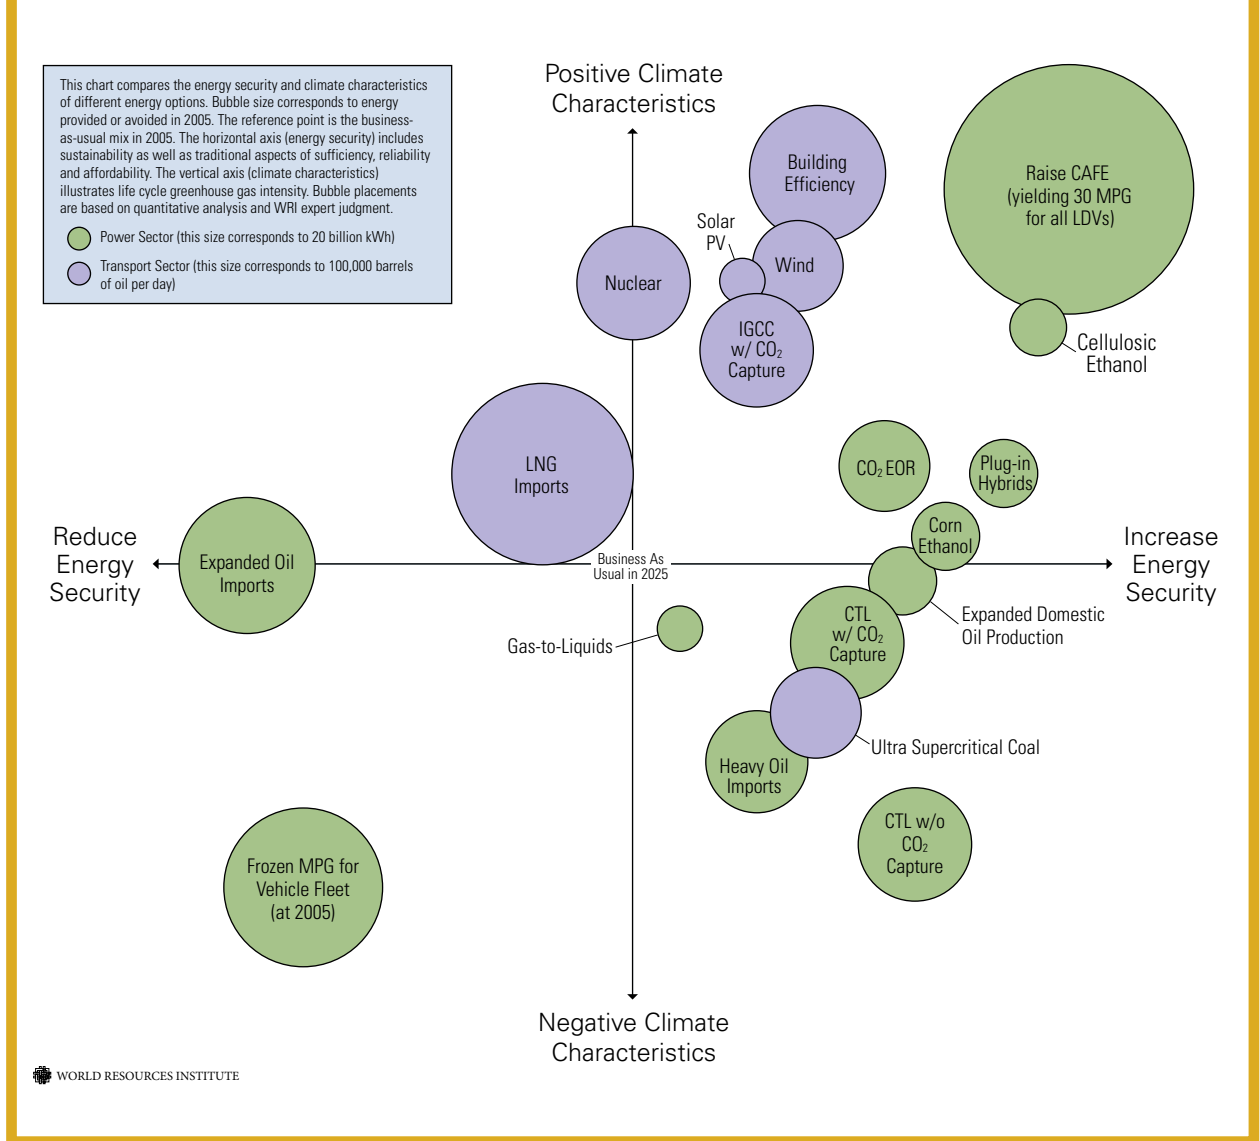 This chart compares the energy security and climate characteristics
of different energy options. Bubble size corresponds to energy
provided or avoided in 2005. The reference point is the business-
as-usual mix in 2005. The horizontal axis (energy security) includes
sustainability as well as traditional aspects of sufficiency, reliability
and affordability. The vertical axis (climate characteristics)
illustrates life cycle greenhouse gas intensity. Bubble placements
are based on quantitative analysis and WRI expert judgment.
Power Sector (this size corresponds to 20 billion kWh)
Transport Sector (this size corresponds to 100,000 barrels
of oil per day)
Positive Climate
Characteristics
Building
Efficiency
Raise CAFE
(yielding 30 MPG
for all LDVs)
Solar
PV
Wind
Nuclear
IGCC
w/ CO₂
Capture
Cellulosic
Ethanol
LNG
Imports
CO₂ EOR
Plug-in
Hybrids
Corn
Ethanol
Reduce
Energy
Security
Expanded Oil
Imports
Business As
Usual in 2025
Increase
Energy
Security
Gas-to-Liquids
CTL
w/ CO₂
Capture
Expanded Domestic
Oil Production
Ultra Supercritical Coal
Heavy Oil
Imports
CTL w/o
CO₂
Capture
Frozen MPG for
Vehicle Fleet
(at 2005)
Negative Climate
Characteristics
WORLD RESOURCES INSTITUTE